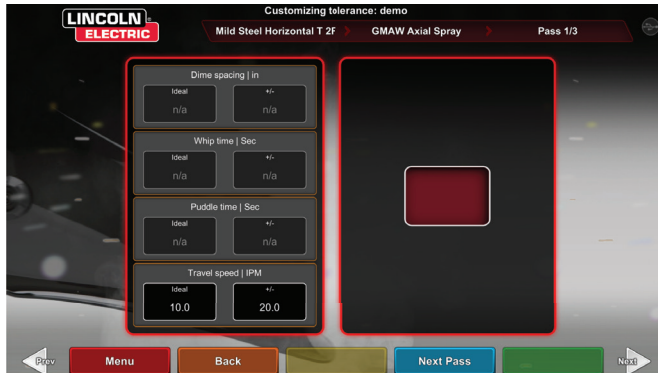 Customizing tolerance: demo
LINCOLN®
ELECTRIC
Mild Steel Horizontal T 2F GMAW Axial Spray Pass 1/3
Dime spacing | in
Ideal +/-
n/a n/a
Whip time | Sec
Ideal +/-
n/a n/a
Puddle time | Sec
Ideal +/-
n/a n/a
Travel speed | IPM
Ideal +/-
10.0 20.0
Prev Menu Back Next Pass Next